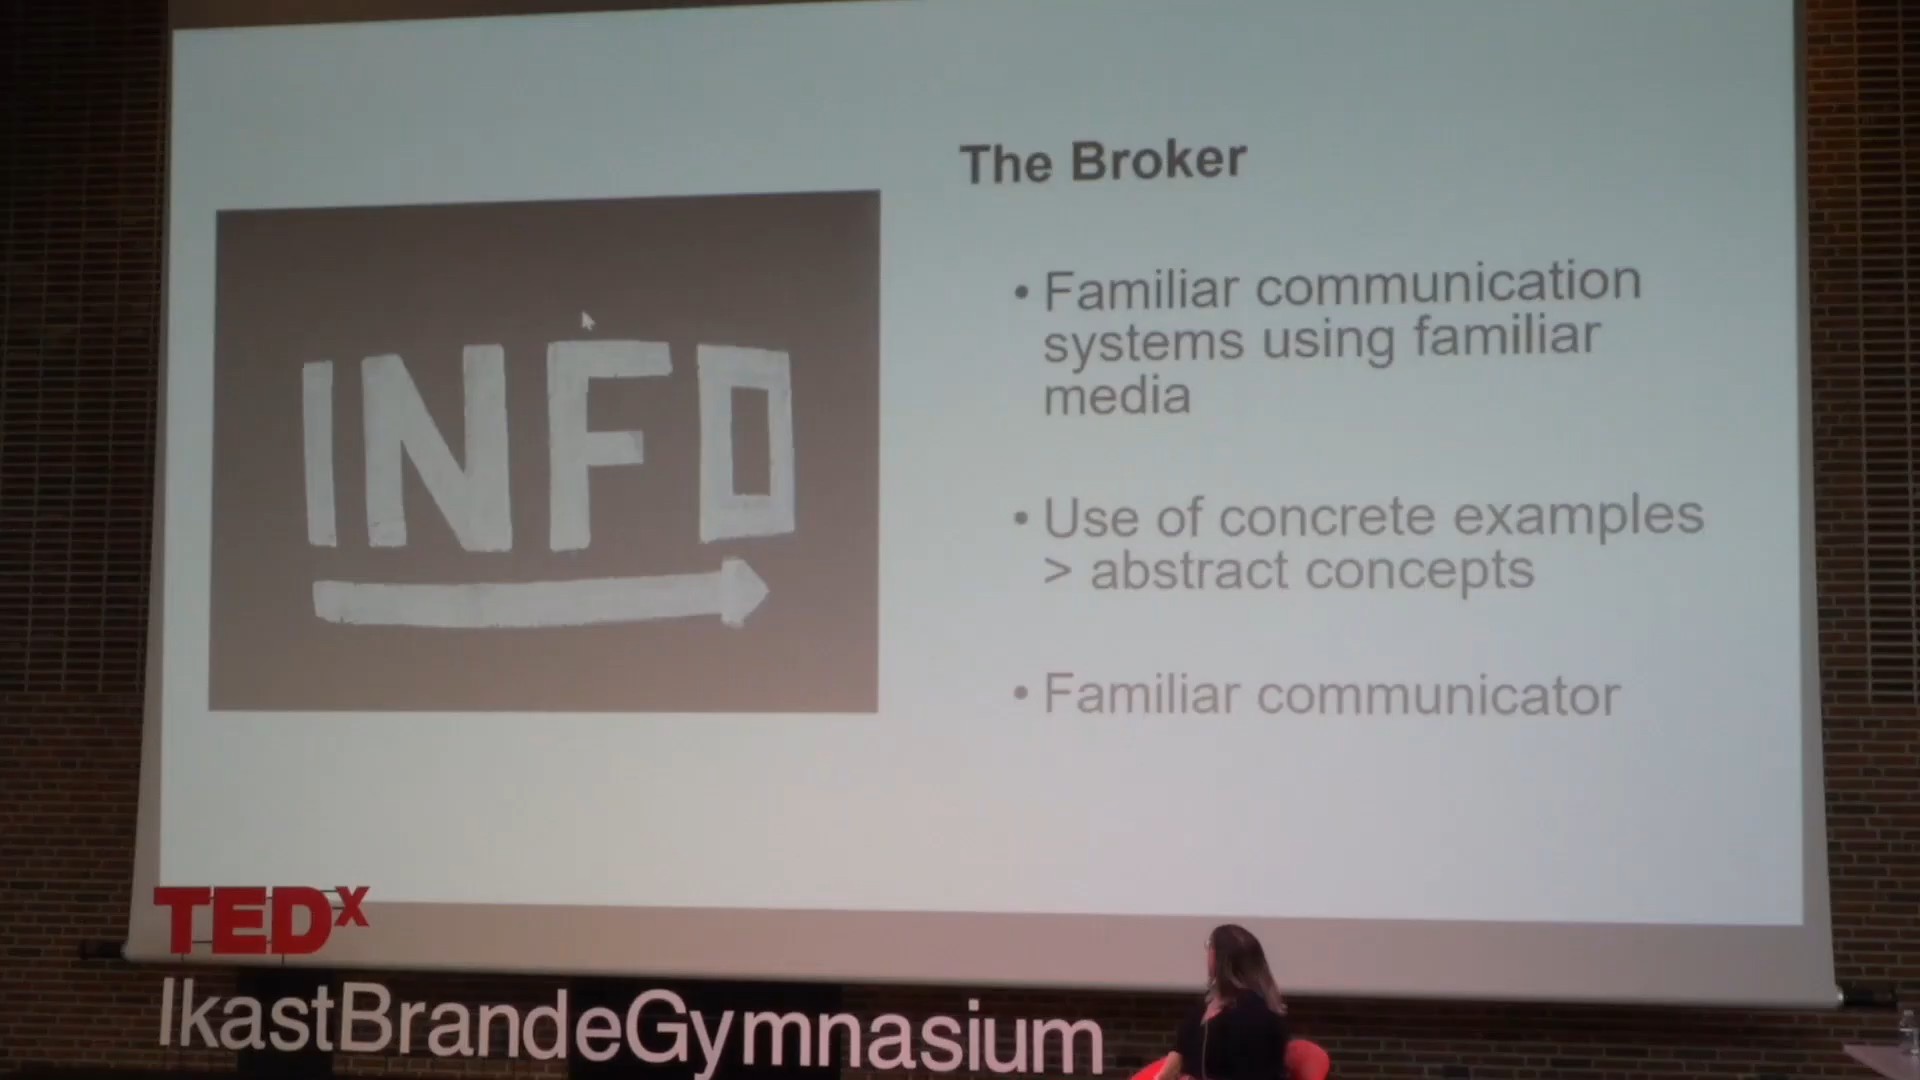 The Broker
INFO
• Familiar communication
systems using familiar
media
• Use of concrete examples
> abstract concepts
• Familiar communicator
TEDx
IkastBrandeGymnasium